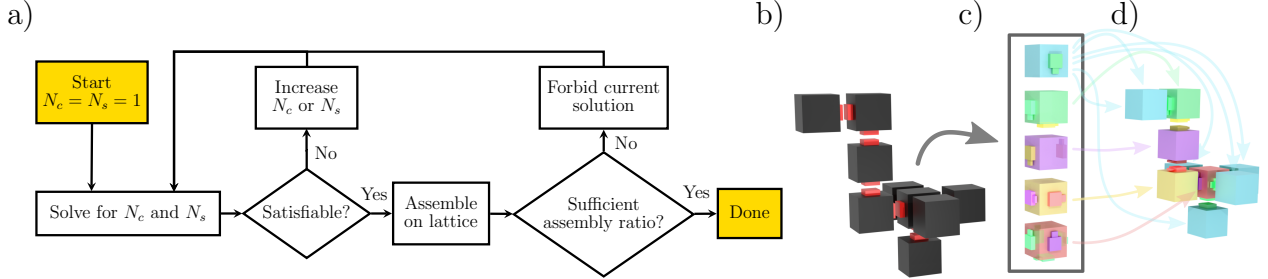 a)
b)
c)
d)
Start
N_c = N_s = 1
Increase
N_c or N_s
Forbid current
solution
No
No
Solve for N_c and N_s
Satisfiable?
Yes
Assemble
on lattice
Sufficient
assembly ratio?
Yes
Done